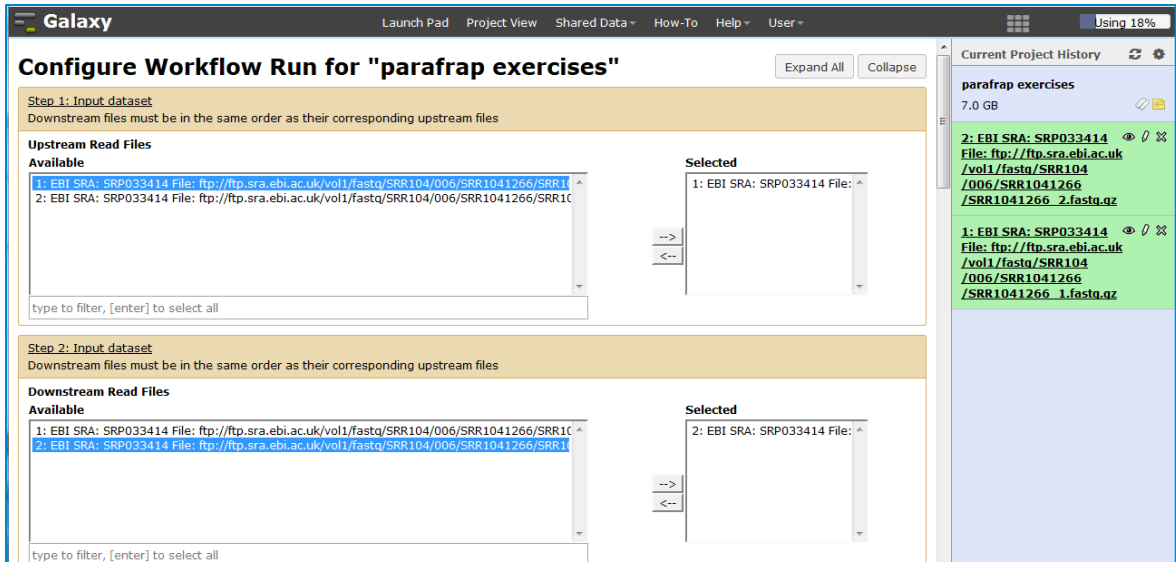 Galaxy
Launch Pad Project View Shared Data How-To Help User
Using 18%
Configure Workflow Run for "parafrap exercises"
Expand All Collapse
Step 1: Input dataset
Downstream files must be in the same order as their corresponding upstream files
Upstream Read Files
Available
1: EBI SRA: SRP033414 File: ftp://ftp.sra.ebi.ac.uk/vol1/fastq/SRR104/006/SRR1041266/SRR10
2: EBI SRA: SRP033414 File: ftp://ftp.sra.ebi.ac.uk/vol1/fastq/SRR104/006/SRR1041266/SRR10
-->
<--
Selected
1: EBI SRA: SRP033414 File:
type to filter, [enter] to select all
Step 2: Input dataset
Downstream files must be in the same order as their corresponding upstream files
Downstream Read Files
Available
1: EBI SRA: SRP033414 File: ftp://ftp.sra.ebi.ac.uk/vol1/fastq/SRR104/006/SRR1041266/SRR10
2: EBI SRA: SRP033414 File: ftp://ftp.sra.ebi.ac.uk/vol1/fastq/SRR104/006/SRR1041266/SRR10
-->
<--
Selected
2: EBI SRA: SRP033414 File:
type to filter, [enter] to select all
Current Project History
parafrap exercises
7.0 GB
2: EBI SRA: SRP033414
File: ftp://ftp.sra.ebi.ac.uk
/vol1/fastq/SRR104
/006/SRR1041266
/SRR1041266_2.fastq.gz
1: EBI SRA: SRP033414
File: ftp://ftp.sra.ebi.ac.uk
/vol1/fastq/SRR104
/006/SRR1041266
/SRR1041266_1.fastq.gz